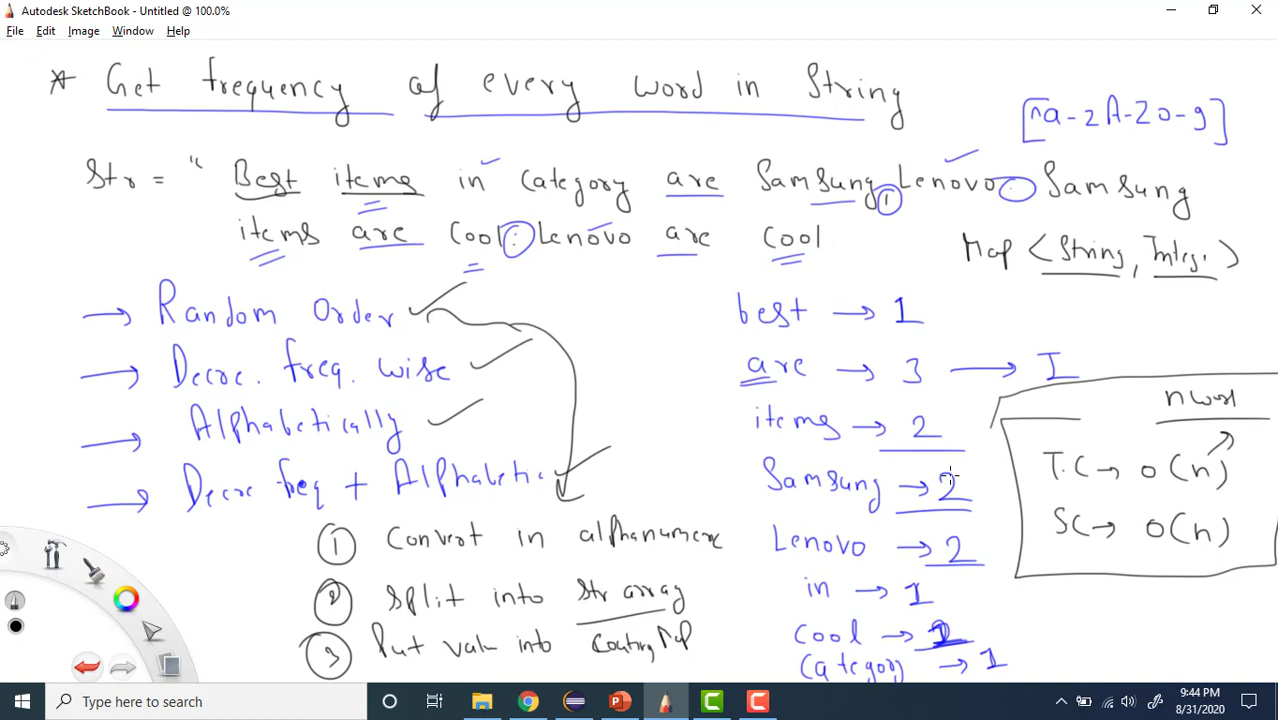 Autodesk SketchBook - Untitled @ 100.0%
File Edit Image Window Help
* Get frequency of every word in String
[^a-zA-Z0-9]
Str = " Best items in category are Samsung, Lenovo. Samsung
items are Cool: Lenovo are cool
Map <String, Integ.>
→ Random Order
→ Decre. freq. wise
→ Alphabetically
→ Decre freq + Alphabetic
① Convert in alphanumeric
② Split into Str array
③ Put value into CountingMap
best → 1
are → 3 → I
items → 2
Samsung → 2
Lenovo → 2
in → 1
cool → 2
Category → 1
n word
T.C → O(n)
SC → O(n)
Type here to search
9:44 PM
8/31/2020